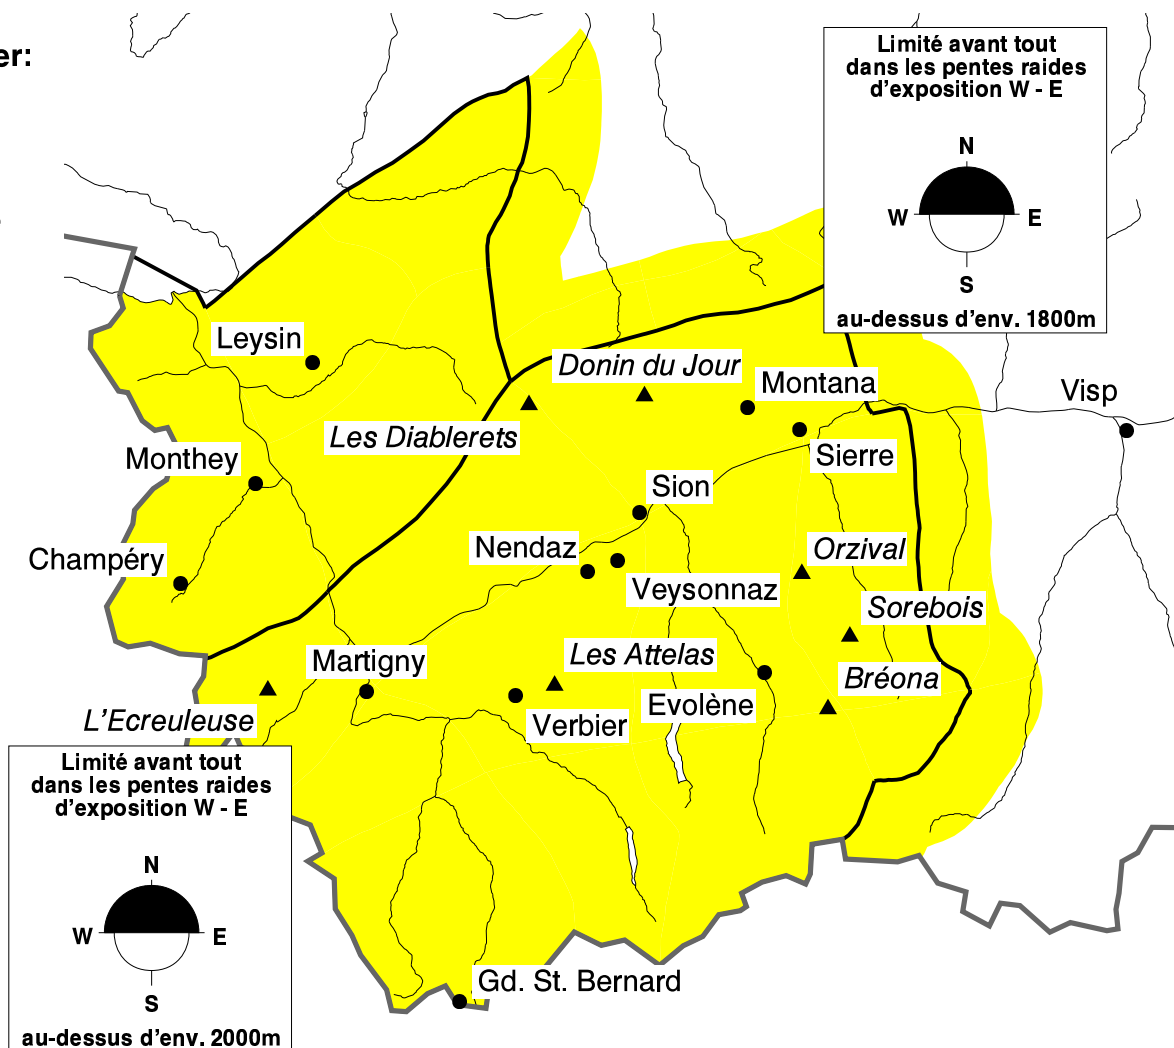 er:
Limité avant tout
dans les pentes raides
d'exposition W - E
N
W
E
S
au-dessus d'env. 1800m
Leysin
Donin du Jour
Montana
Visp
Les Diablerets
Sierre
Monthey
Sion
Champéry
Nendaz
Orzival
Veysonnaz
Sorebois
Martigny
Les Attelas
Bréona
L'Ecreuleuse
Verbier
Evolène
Limité avant tout
dans les pentes raides
d'exposition W - E
N
W
E
S
au-dessus d'env. 2000m
Gd. St. Bernard